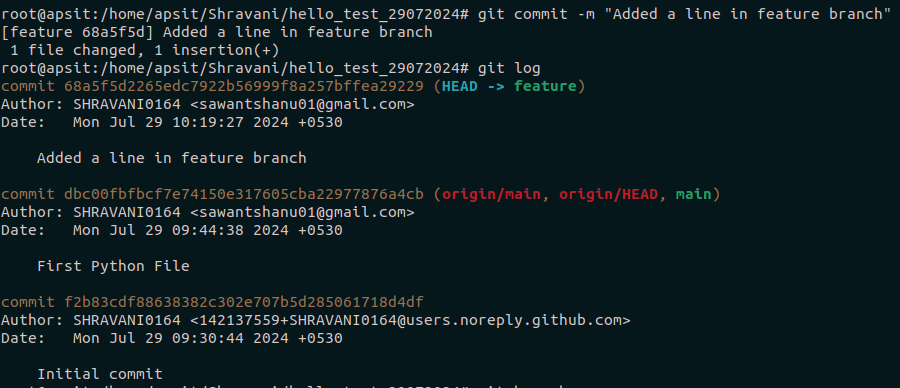 root@apsit:/home/apsit/Shravani/hello_test_29072024# git commit -m "Added a line in feature branch"
[feature 68a5f5d] Added a line in feature branch
 1 file changed, 1 insertion(+)
root@apsit:/home/apsit/Shravani/hello_test_29072024# git log
commit 68a5f5d2265edc7922b56999f8a257bffea29229 (HEAD -> feature)
Author: SHRAVANI0164 <sawantshanu01@gmail.com>
Date:   Mon Jul 29 10:19:27 2024 +0530

    Added a line in feature branch

commit dbc00fbfbcf7e74150e317605cba22977876a4cb (origin/main, origin/HEAD, main)
Author: SHRAVANI0164 <sawantshanu01@gmail.com>
Date:   Mon Jul 29 09:44:38 2024 +0530

    First Python File

commit f2b83cdf88638382c302e707b5d285061718d4df
Author: SHRAVANI0164 <142137559+SHRAVANI0164@users.noreply.github.com>
Date:   Mon Jul 29 09:30:44 2024 +0530

    Initial commit